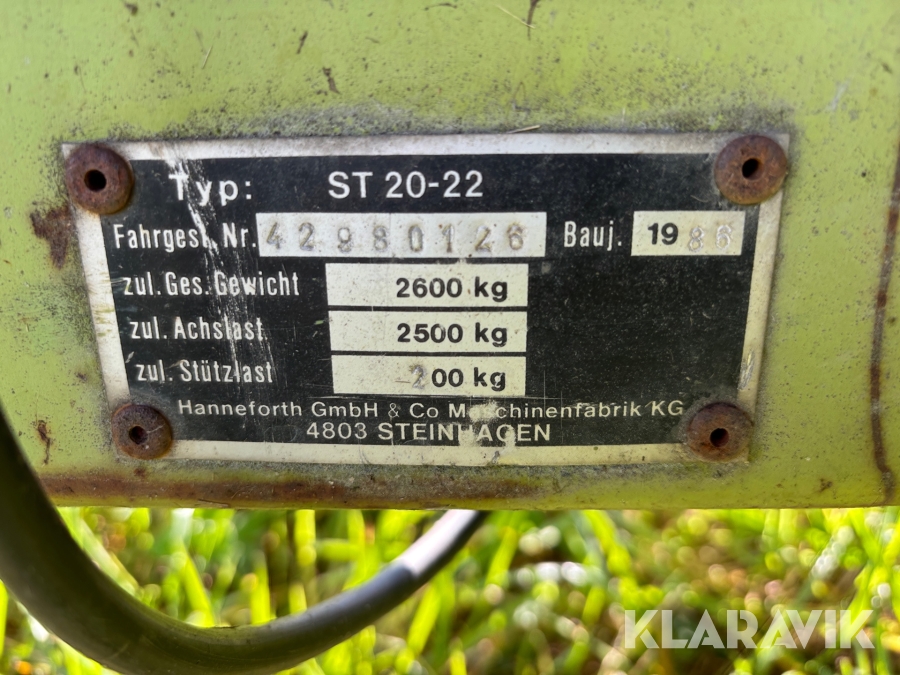 Typ: ST 20-22
Fahrgest. Nr. 42980126 Bauj. 1986
zul. Ges. Gewicht 2600 kg
zul. Achslast 2500 kg
zul. Stützlast 200 kg
Hanneforth GmbH & Co Maschinenfabrik KG
4803 STEINHAGEN
KLARAVIK